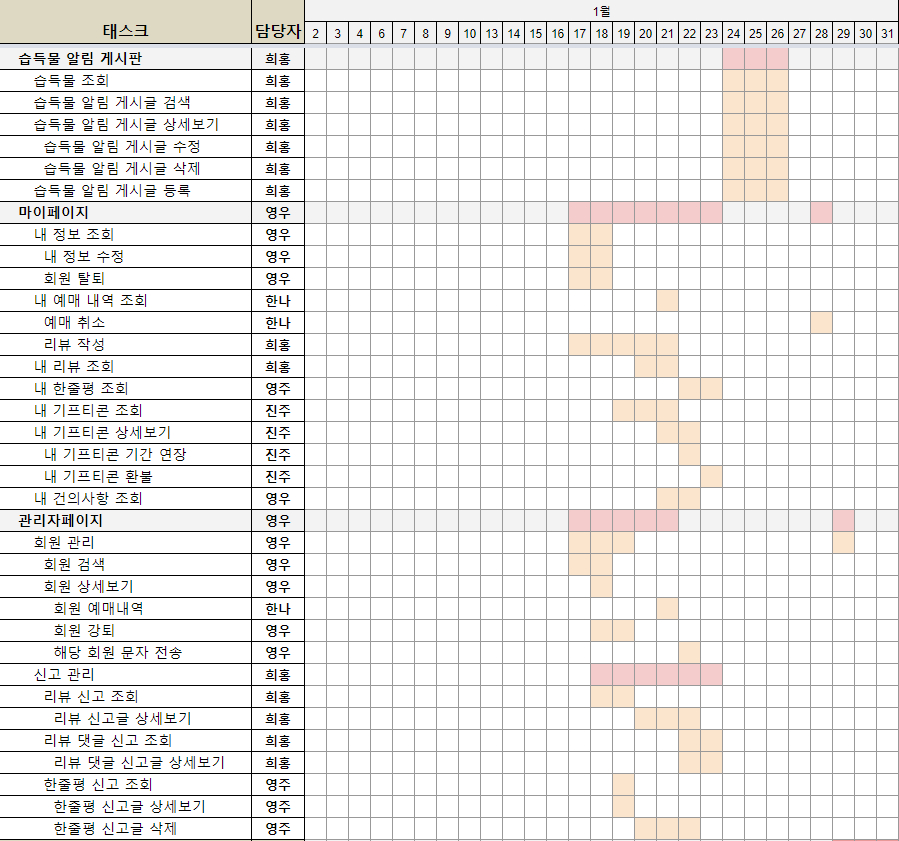 1월
태스크 담당자 2 3 4 6 7 8 9 10 13 14 15 16 17 18 19 20 21 22 23 24 25 26 27 28 29 30 31
습득물 알림 게시판 희홍
습득물 조회 희홍
습득물 알림 게시글 검색 희홍
습득물 알림 게시글 상세보기 희홍
습득물 알림 게시글 수정 희홍
습득물 알림 게시글 삭제 희홍
습득물 알림 게시글 등록 희홍
마이페이지 영우
내 정보 조회 영우
내 정보 수정 영우
회원 탈퇴 영우
내 예매 내역 조회 한나
예매 취소 한나
리뷰 작성 희홍
내 리뷰 조회 희홍
내 한줄평 조회 영주
내 기프티콘 조회 진주
내 기프티콘 상세보기 진주
내 기프티콘 기간 연장 진주
내 기프티콘 환불 진주
내 건의사항 조회 영우
관리자페이지 영우
회원 관리 영우
회원 검색 영우
회원 상세보기 영우
회원 예매내역 한나
회원 강퇴 영우
해당 회원 문자 전송 영우
신고 관리 희홍
리뷰 신고 조회 희홍
리뷰 신고글 상세보기 희홍
리뷰 댓글 신고 조회 희홍
리뷰 댓글 신고글 상세보기 희홍
한줄평 신고 조회 영주
한줄평 신고글 상세보기 영주
한줄평 신고글 삭제 영주